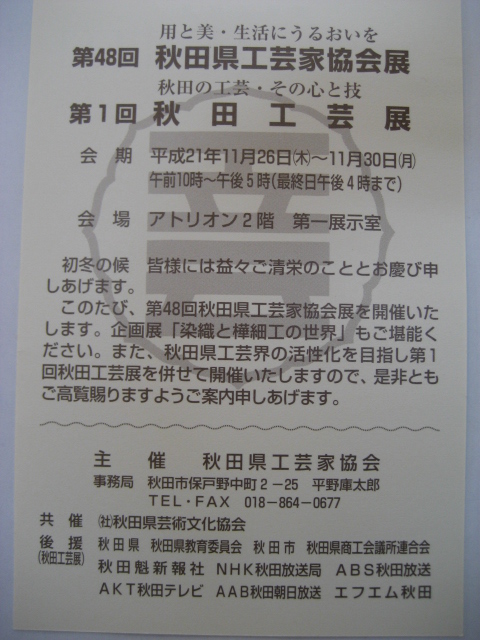 用と美・生活にうるおいを
第48回 秋田県工芸家協会展
秋田の工芸・その心と技
第1回 秋田工芸展
会 期 平成21年11月26日㈭～11月30日㈪
午前10時～午後5時(最終日午後4時まで)
会 場 アトリオン2階 第一展示室
初冬の候 皆様には益々ご清栄のこととお慶び申
しあげます。
このたび、第48回秋田県工芸家協会展を開催いた
します。企画展「染織と樺細工の世界」もご堪能く
ださい。また、秋田県工芸界の活性化を目指し第1
回秋田工芸展を併せて開催いたしますので、是非とも
ご高覧賜りますようご案内申しあげます。
主 催 秋田県工芸家協会
事務局 秋田市保戸野中町2－25 平野庫太郎
TEL・FAX 018－864－0677
共 催 ㈳秋田県芸術文化協会
後 援 秋田県 秋田県教育委員会 秋田市 秋田県商工会議所連合会
(秋田工芸展) 秋田魁新報社 NHK秋田放送局 ABS秋田放送
AKT秋田テレビ AAB秋田朝日放送 エフエム秋田